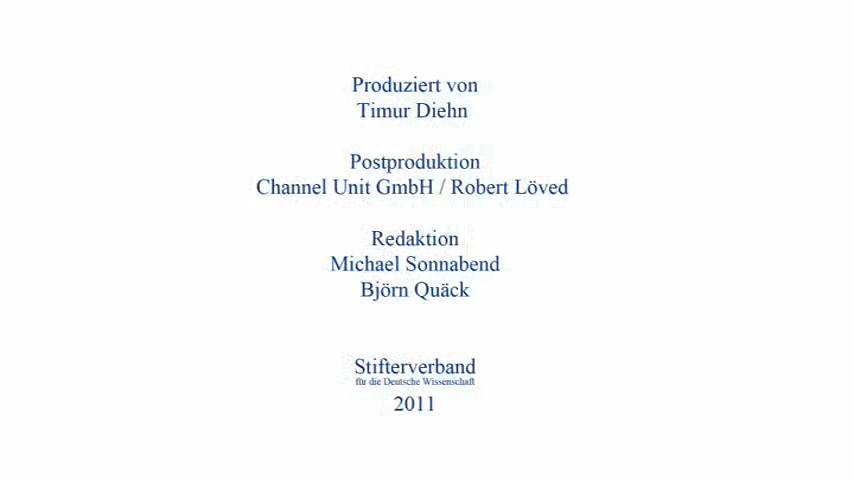 Produziert von
Timur Diehn
Postproduktion
Channel Unit GmbH / Robert Löved
Redaktion
Michael Sonnabend
Björn Quäck
Stifterverband
für die Deutsche Wissenschaft
2011